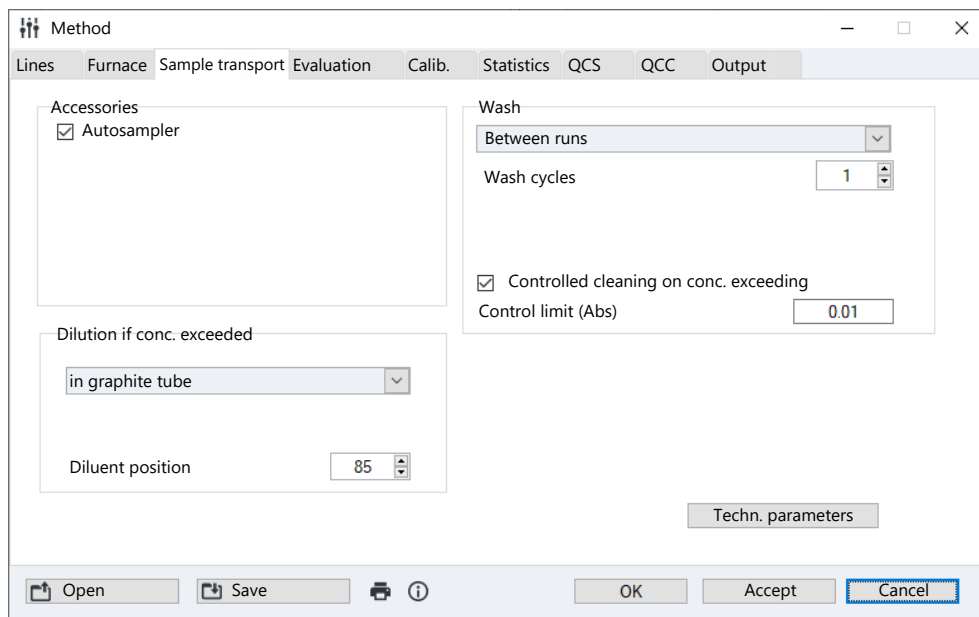 Method
Lines Furnace Sample transport Evaluation Calib. Statistics QCS QCC Output
Accessories
Autosampler
Wash
Between runs
Wash cycles 1
Controlled cleaning on conc. exceeding
Control limit (Abs) 0.01
Dilution if conc. exceeded
in graphite tube
Diluent position 85
Techn. parameters
Open Save OK Accept Cancel